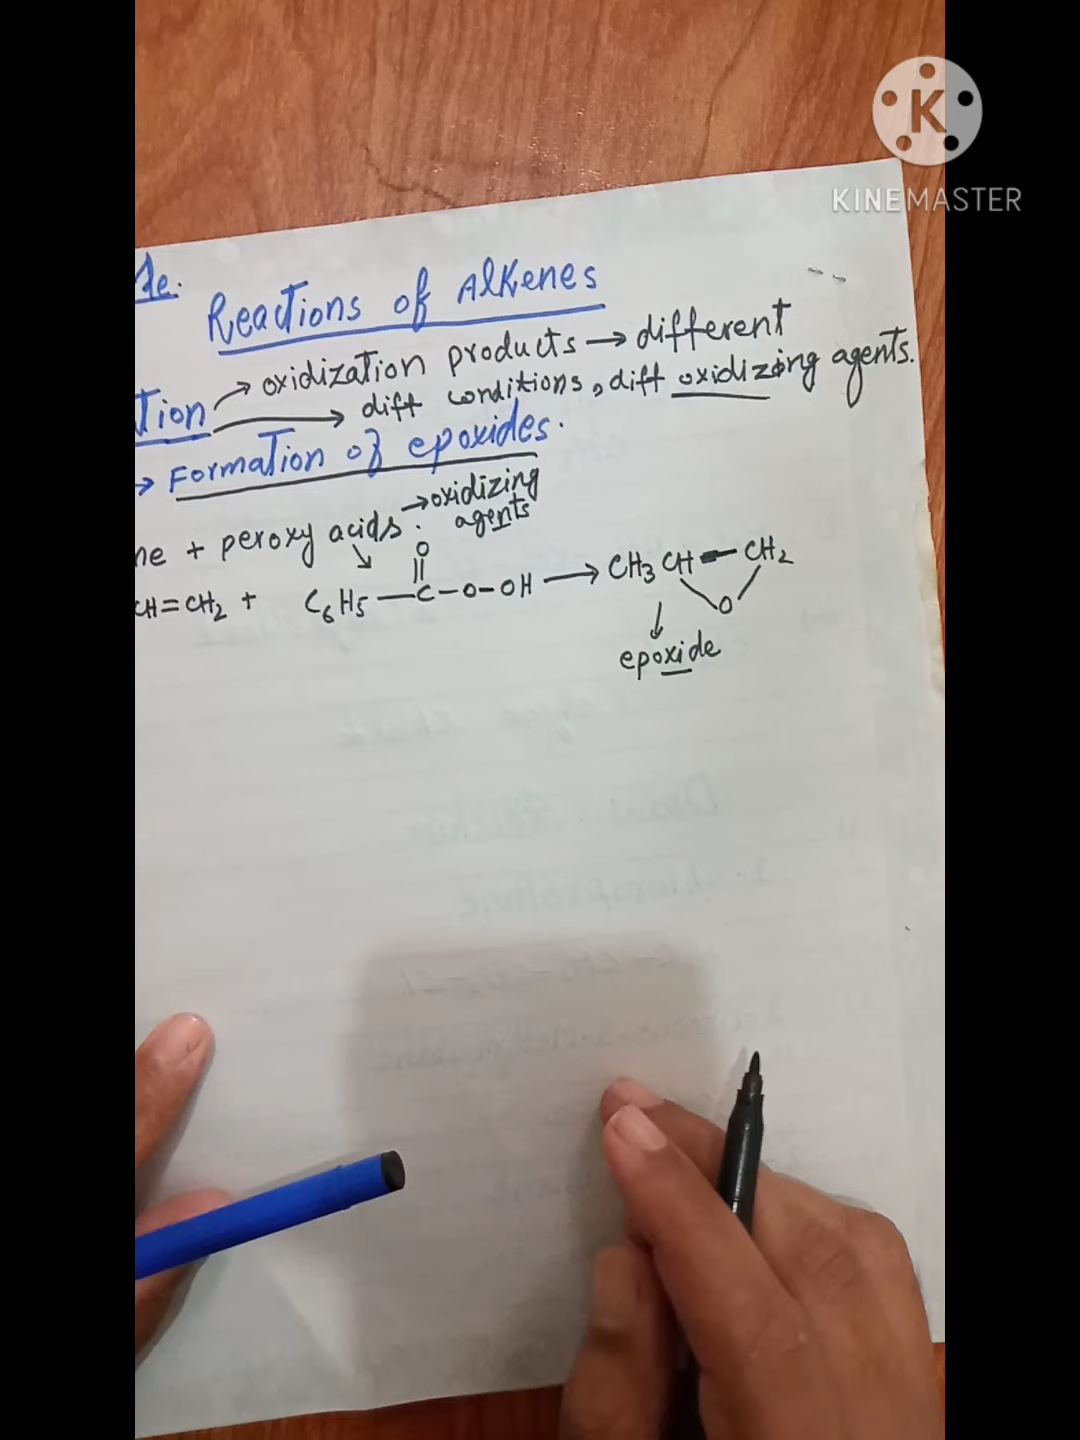 K
KINEMASTER
de.
Reactions of Alkenes
tion → oxidization products → different
→ diff conditions, diff oxidizing agents.
→ Formation of epoxides.
ne + peroxy acids. → oxidizing agents
O
CH=CH2 + C6H5—C—O—OH → CH3 CH—CH2
O
epoxide